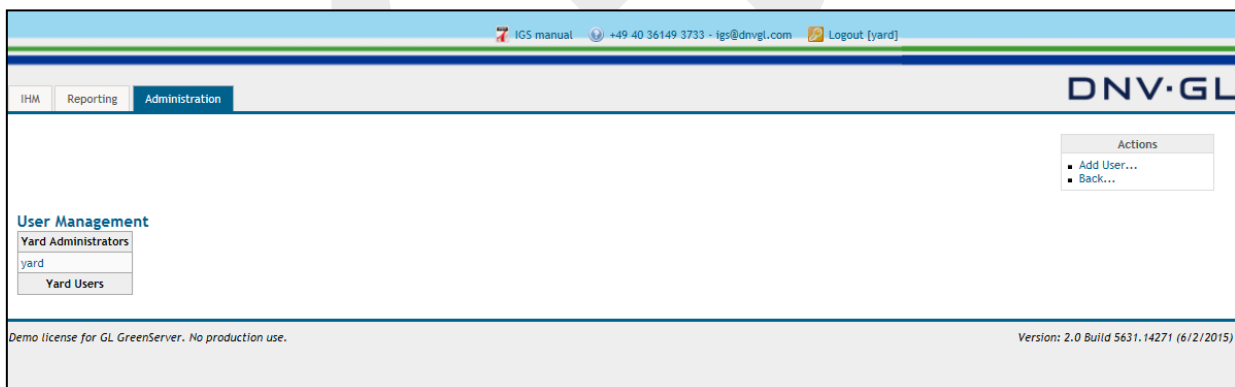 IGS manual +49 40 36149 3733 - igs@dnvgl.com Logout [yard]
DNV·GL
IHM Reporting Administration
Actions
Add User...
Back...
User Management
Yard Administrators
yard
Yard Users
Demo license for GL GreenServer. No production use. Version: 2.0 Build 5631.14271 (6/2/2015)